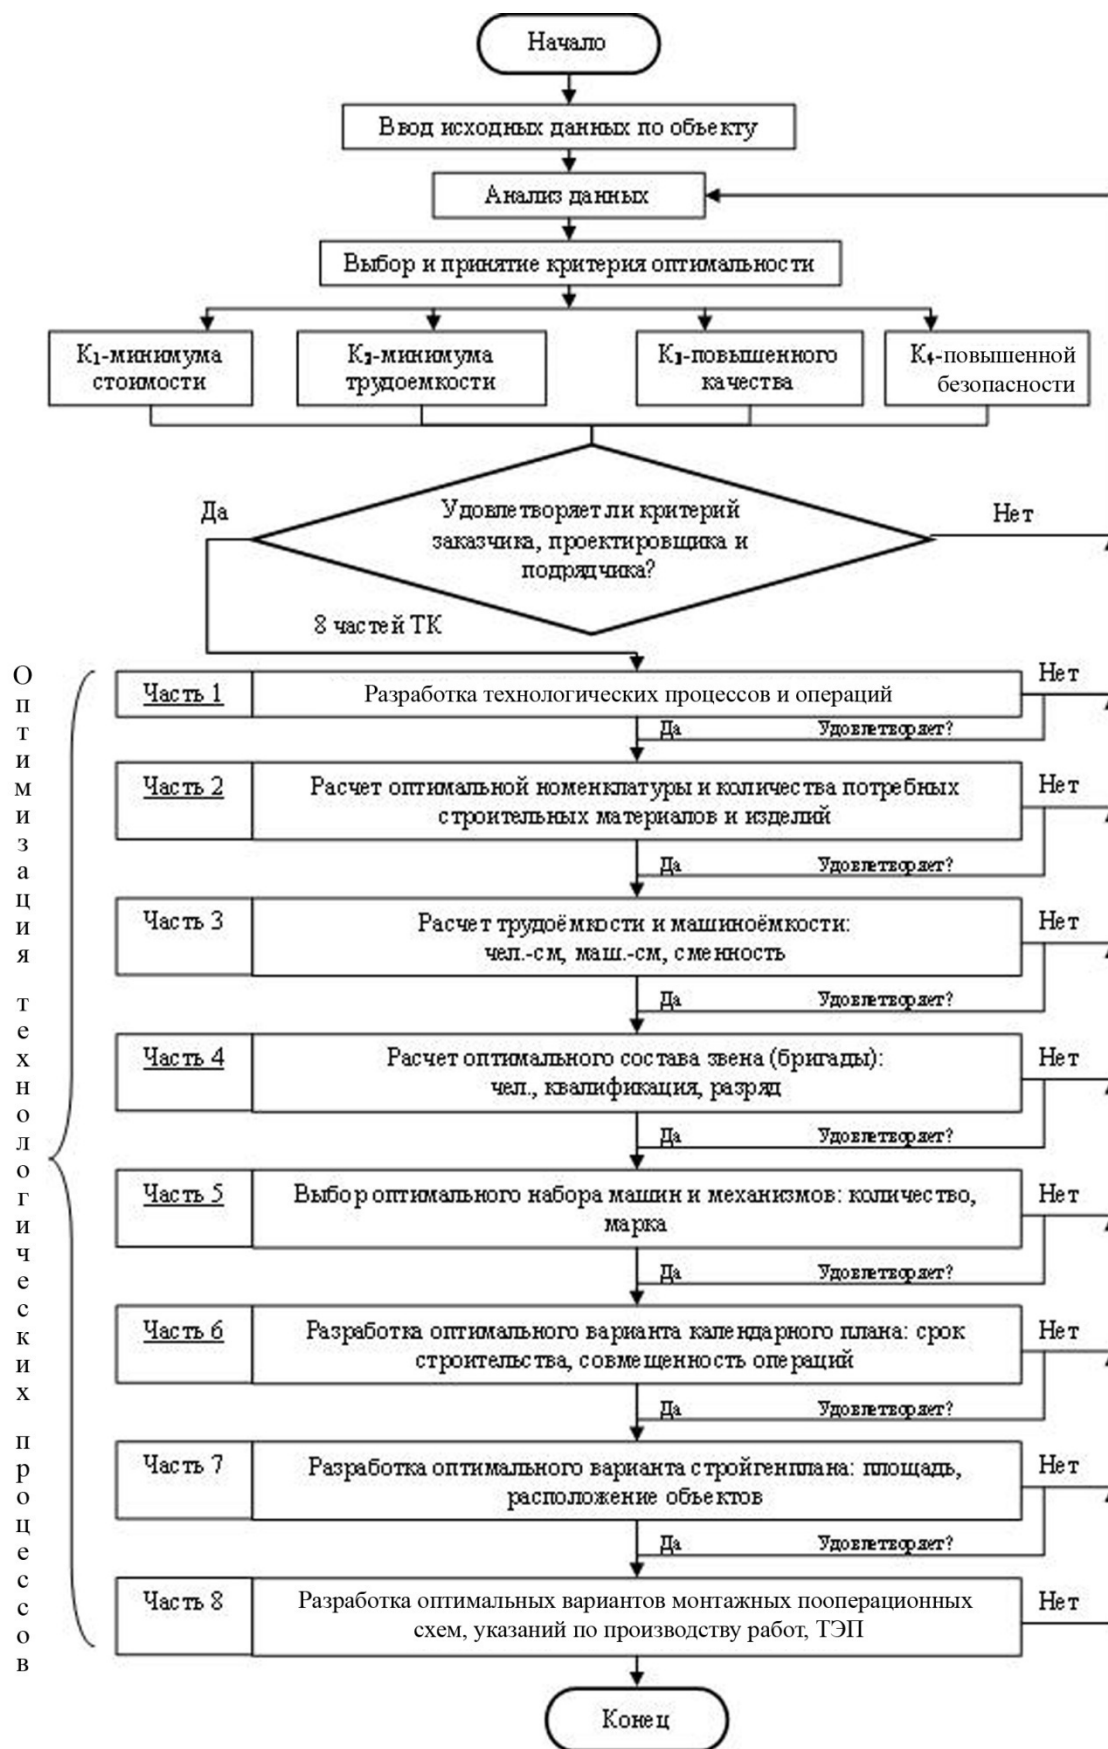 Начало
Ввод исходных данных по объекту
Анализ данных
Выбор и принятие критерия оптимальности
K₁-минимума
стоимости
K₂-минимума
трудоемкости
K₃-повышенного
качества
K₄-повышенной
безопасности
Удовлетворяет ли критерий
заказчика, проектировщика и
подрядчика?
Да
Нет
8 частей ТК
Оптимизация технологических процессов
Часть 1
Разработка технологических процессов и операций
Нет
Да
Удовлетворяет?
Часть 2
Расчет оптимальной номенклатуры и количества потребных
строительных материалов и изделий
Нет
Да
Удовлетворяет?
Часть 3
Расчет трудоёмкости и машиноёмкости:
чел.-см, маш.-см, сменность
Нет
Да
Удовлетворяет?
Часть 4
Расчет оптимального состава звена (бригады):
чел., квалификация, разряд
Нет
Да
Удовлетворяет?
Часть 5
Выбор оптимального набора машин и механизмов: количество,
марка
Нет
Да
Удовлетворяет?
Часть 6
Разработка оптимального варианта календарного плана: срок
строительства, совмещенность операций
Нет
Да
Удовлетворяет?
Часть 7
Разработка оптимального варианта стройгенплана: площадь,
расположение объектов
Нет
Да
Удовлетворяет?
Часть 8
Разработка оптимальных вариантов монтажных пооперационных
схем, указаний по производству работ, ТЭП
Нет
Конец